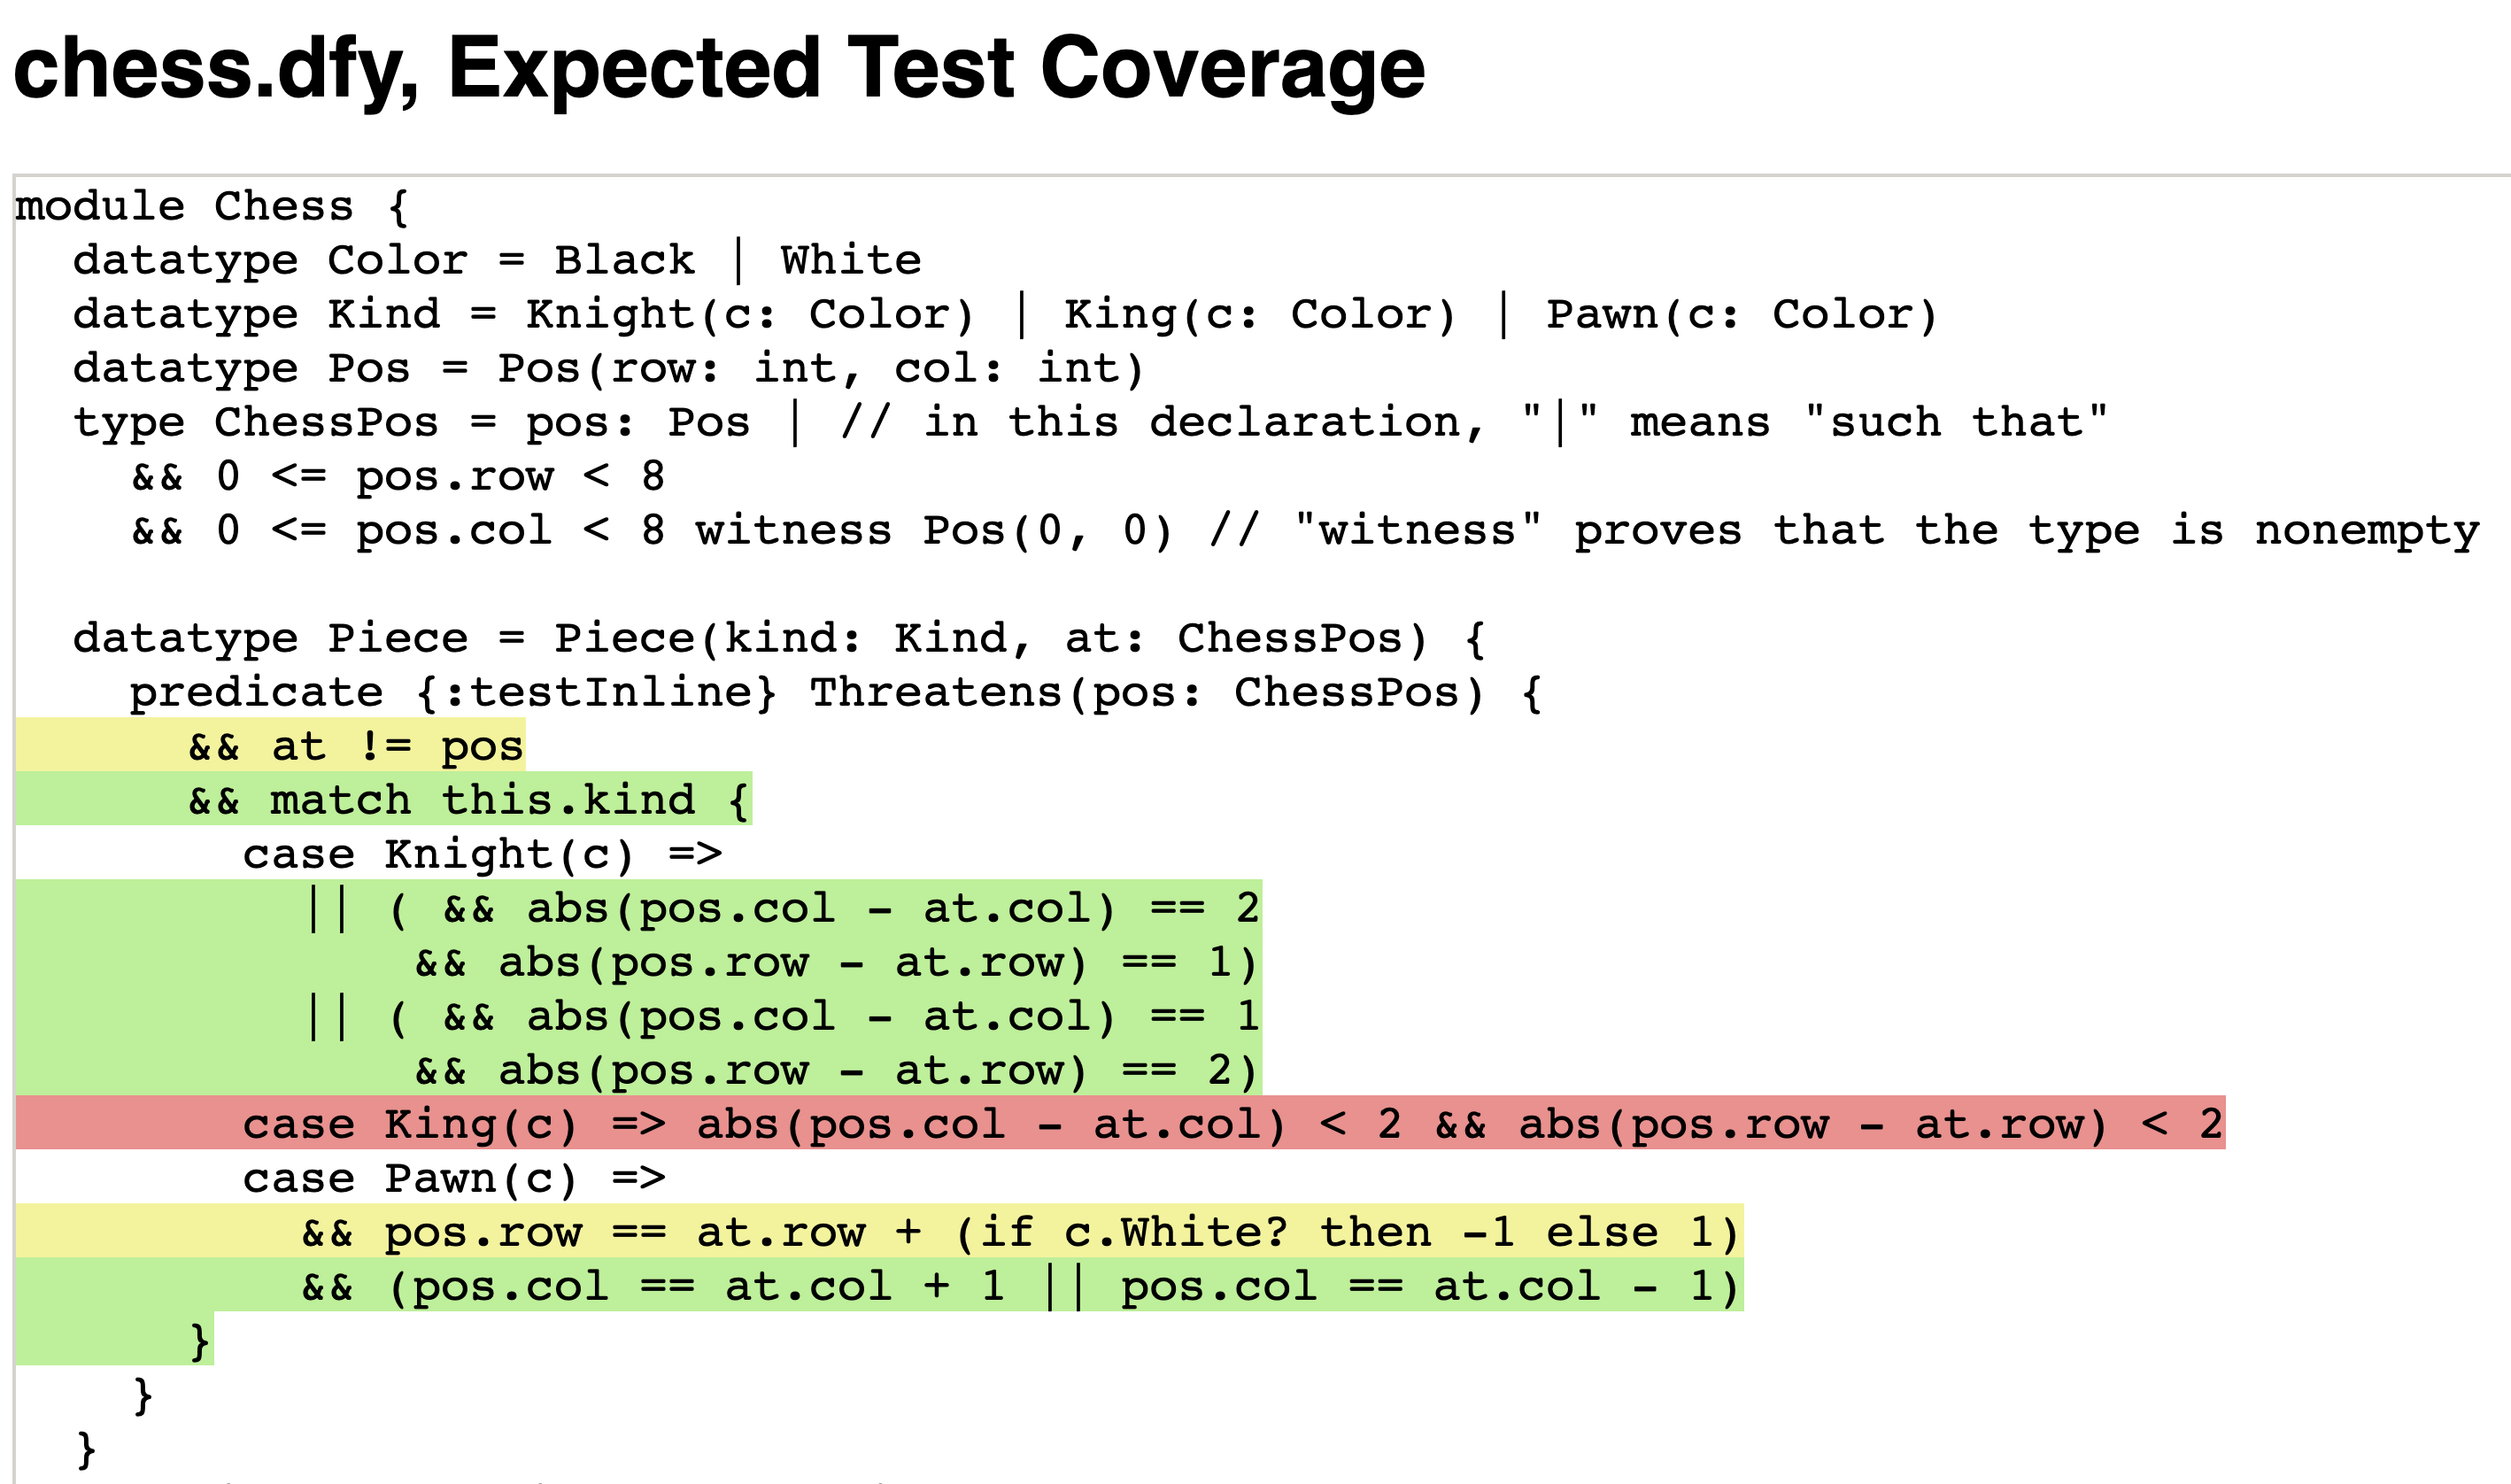 chess.dfy, Expected Test Coverage
module Chess {
  datatype Color = Black | White
  datatype Kind = Knight(c: Color) | King(c: Color) | Pawn(c: Color)
  datatype Pos = Pos(row: int, col: int)
  type ChessPos = pos: Pos | // in this declaration, "|" means "such that"
    && 0 <= pos.row < 8
    && 0 <= pos.col < 8 witness Pos(0, 0) // "witness" proves that the type is nonempty
  datatype Piece = Piece(kind: Kind, at: ChessPos) {
    predicate {:testInline} Threatens(pos: ChessPos) {
      && at != pos
      && match this.kind {
        case Knight(c) =>
          || ( && abs(pos.col - at.col) == 2
              && abs(pos.row - at.row) == 1)
          || ( && abs(pos.col - at.col) == 1
              && abs(pos.row - at.row) == 2)
        case King(c) => abs(pos.col - at.col) < 2 && abs(pos.row - at.row) < 2
        case Pawn(c) =>
          && pos.row == at.row + (if c.White? then -1 else 1)
          && (pos.col == at.col + 1 || pos.col == at.col - 1)
      }
    }
  }